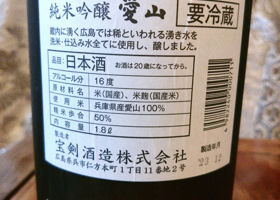 純米吟醸 愛山
要冷蔵
蔵内に湧く広島では稀といわれる湧き水を
洗米・仕込み水全てに使用し、醸しました。
品目 日本酒 お酒は20歳になってから。
アルコール分 16度
原材料 米(国産)、米麹(国産米)
使用米 兵庫県産愛山100%
精米歩合 50%
内容量 1.8ℓ
製造者
宝剣酒造株式会社
広島県呉市仁方本町1丁目11番地2号
製造年月